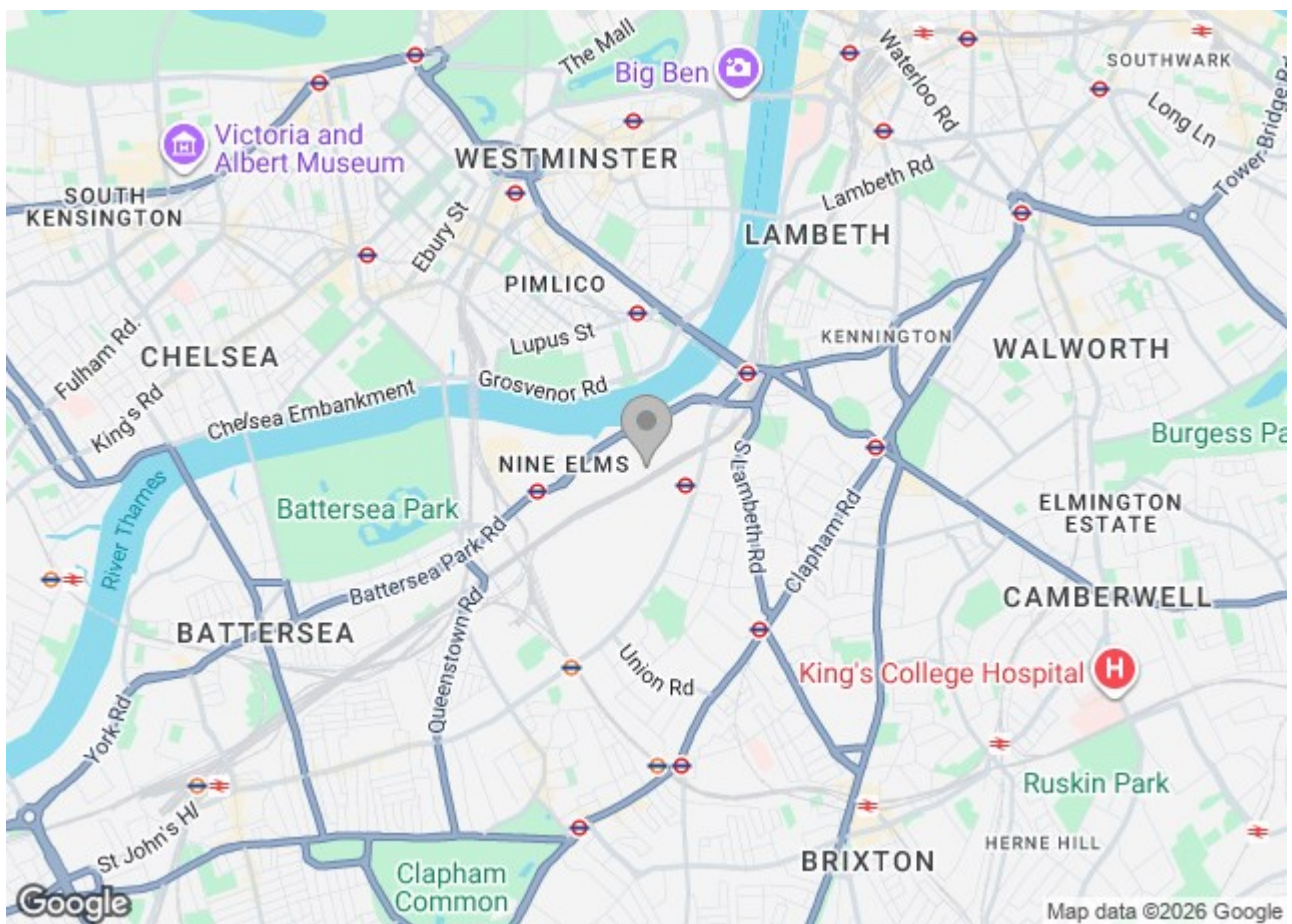 The Mall
Big Ben
Waterloo Rd
SOUTHWARK
Long Ln
Tower Bridge Rd
Victoria and
Albert Museum
WESTMINSTER
Lambeth Rd
SOUTH
KENSINGTON
Ebury St
LAMBETH
PIMLICO
Lupus St
KENNINGTON
WALWORTH
Fulham Rd.
CHELSEA
King's Rd
Chelsea Embankment
Grosvenor Rd
Burgess Pa
NINE ELMS
S Lambeth Rd
Clapham Rd
ELMINGTON
ESTATE
Battersea Park
River Thames
Battersea Park Rd
CAMBERWELL
BATTERSEA
Queenstown Rd
Union Rd
King's College Hospital
H
York Rd
Ruskin Park
St John's Hl
HERNE HILL
BRIXTON
Clapham
Common
Google
Map data ©2026 Google